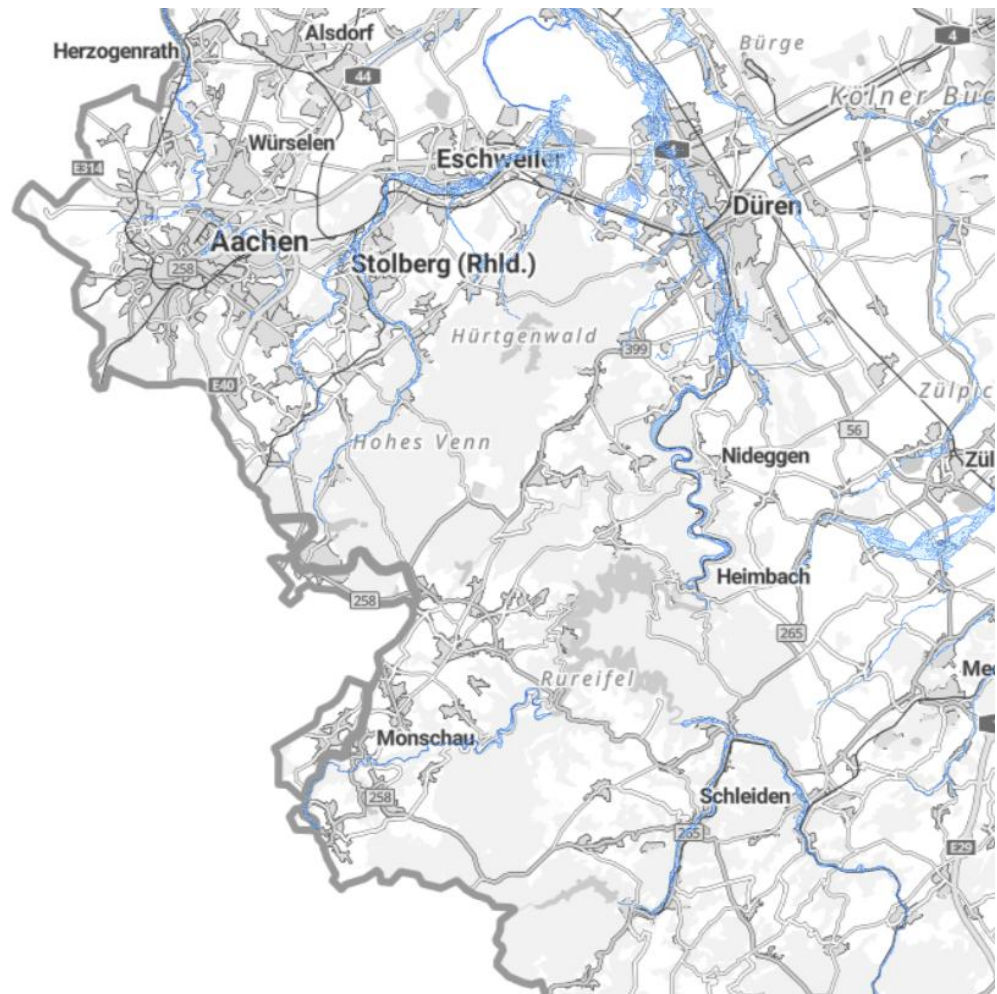 Alsdorf
Herzogenrath
4
Bürge
44
Kölner Buc
Würselen
Eschweiler
4
E314
Düren
Aachen
258
Stolberg (Rhld.)
Hürtgenwald
399
E40
Zülpic
56
Hohes Venn
Nideggen
Zül
Heimbach
258
265
Rureifel
Me
Monschau
Schleiden
258
265
E29